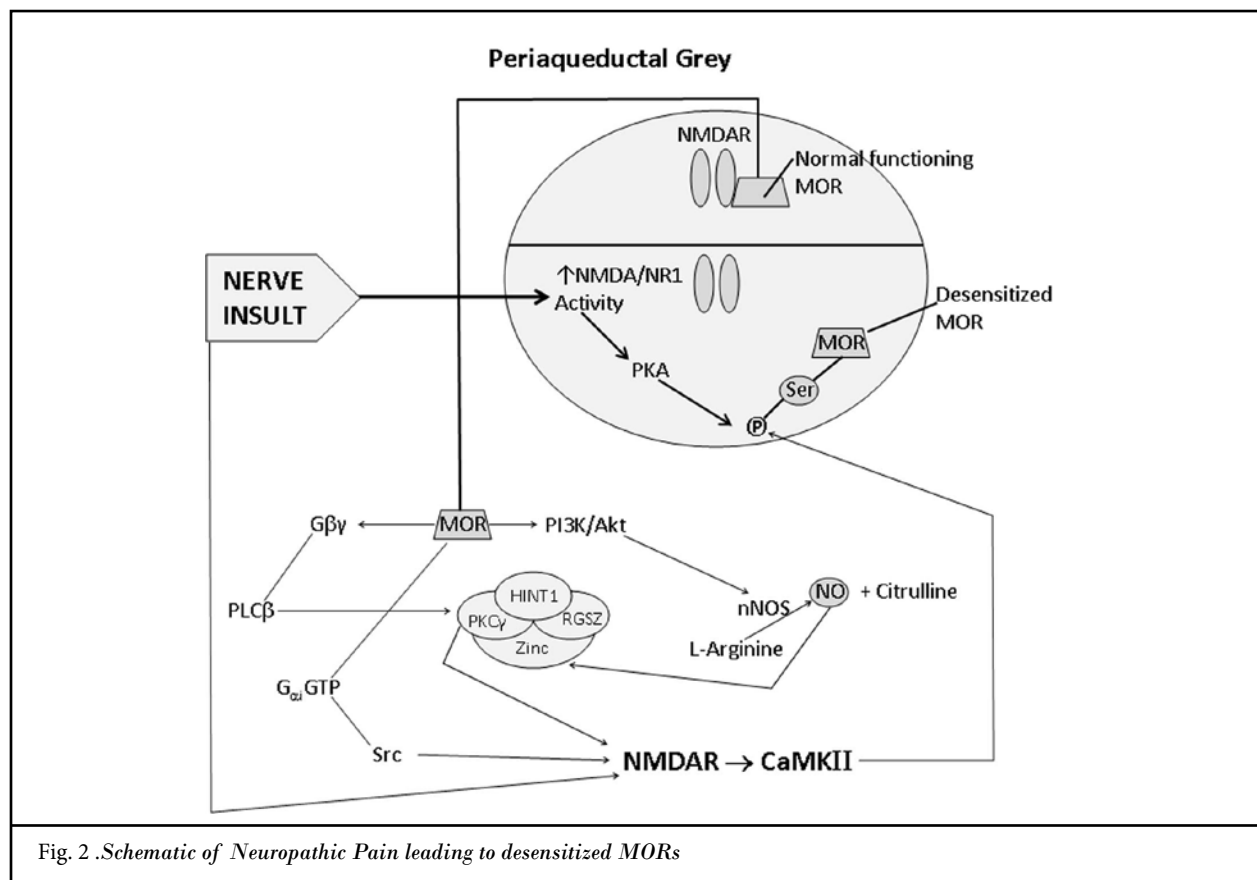 Periaqueductal Grey
NMDAR
Normal functioning
MOR
NERVE
INSULT
↑NMDA/NR1
Activity
Desensitized
MOR
MOR
PKA
Ser
P
Gβγ
MOR
PI3K/Akt
HINT1
NO + Citrulline
PLCβ
PKCγ
RGSZ
nNOS
Zinc
L-Arginine
GαiGTP
Src
NMDAR → CaMKII
Fig. 2 .Schematic of Neuropathic Pain leading to desensitized MORs